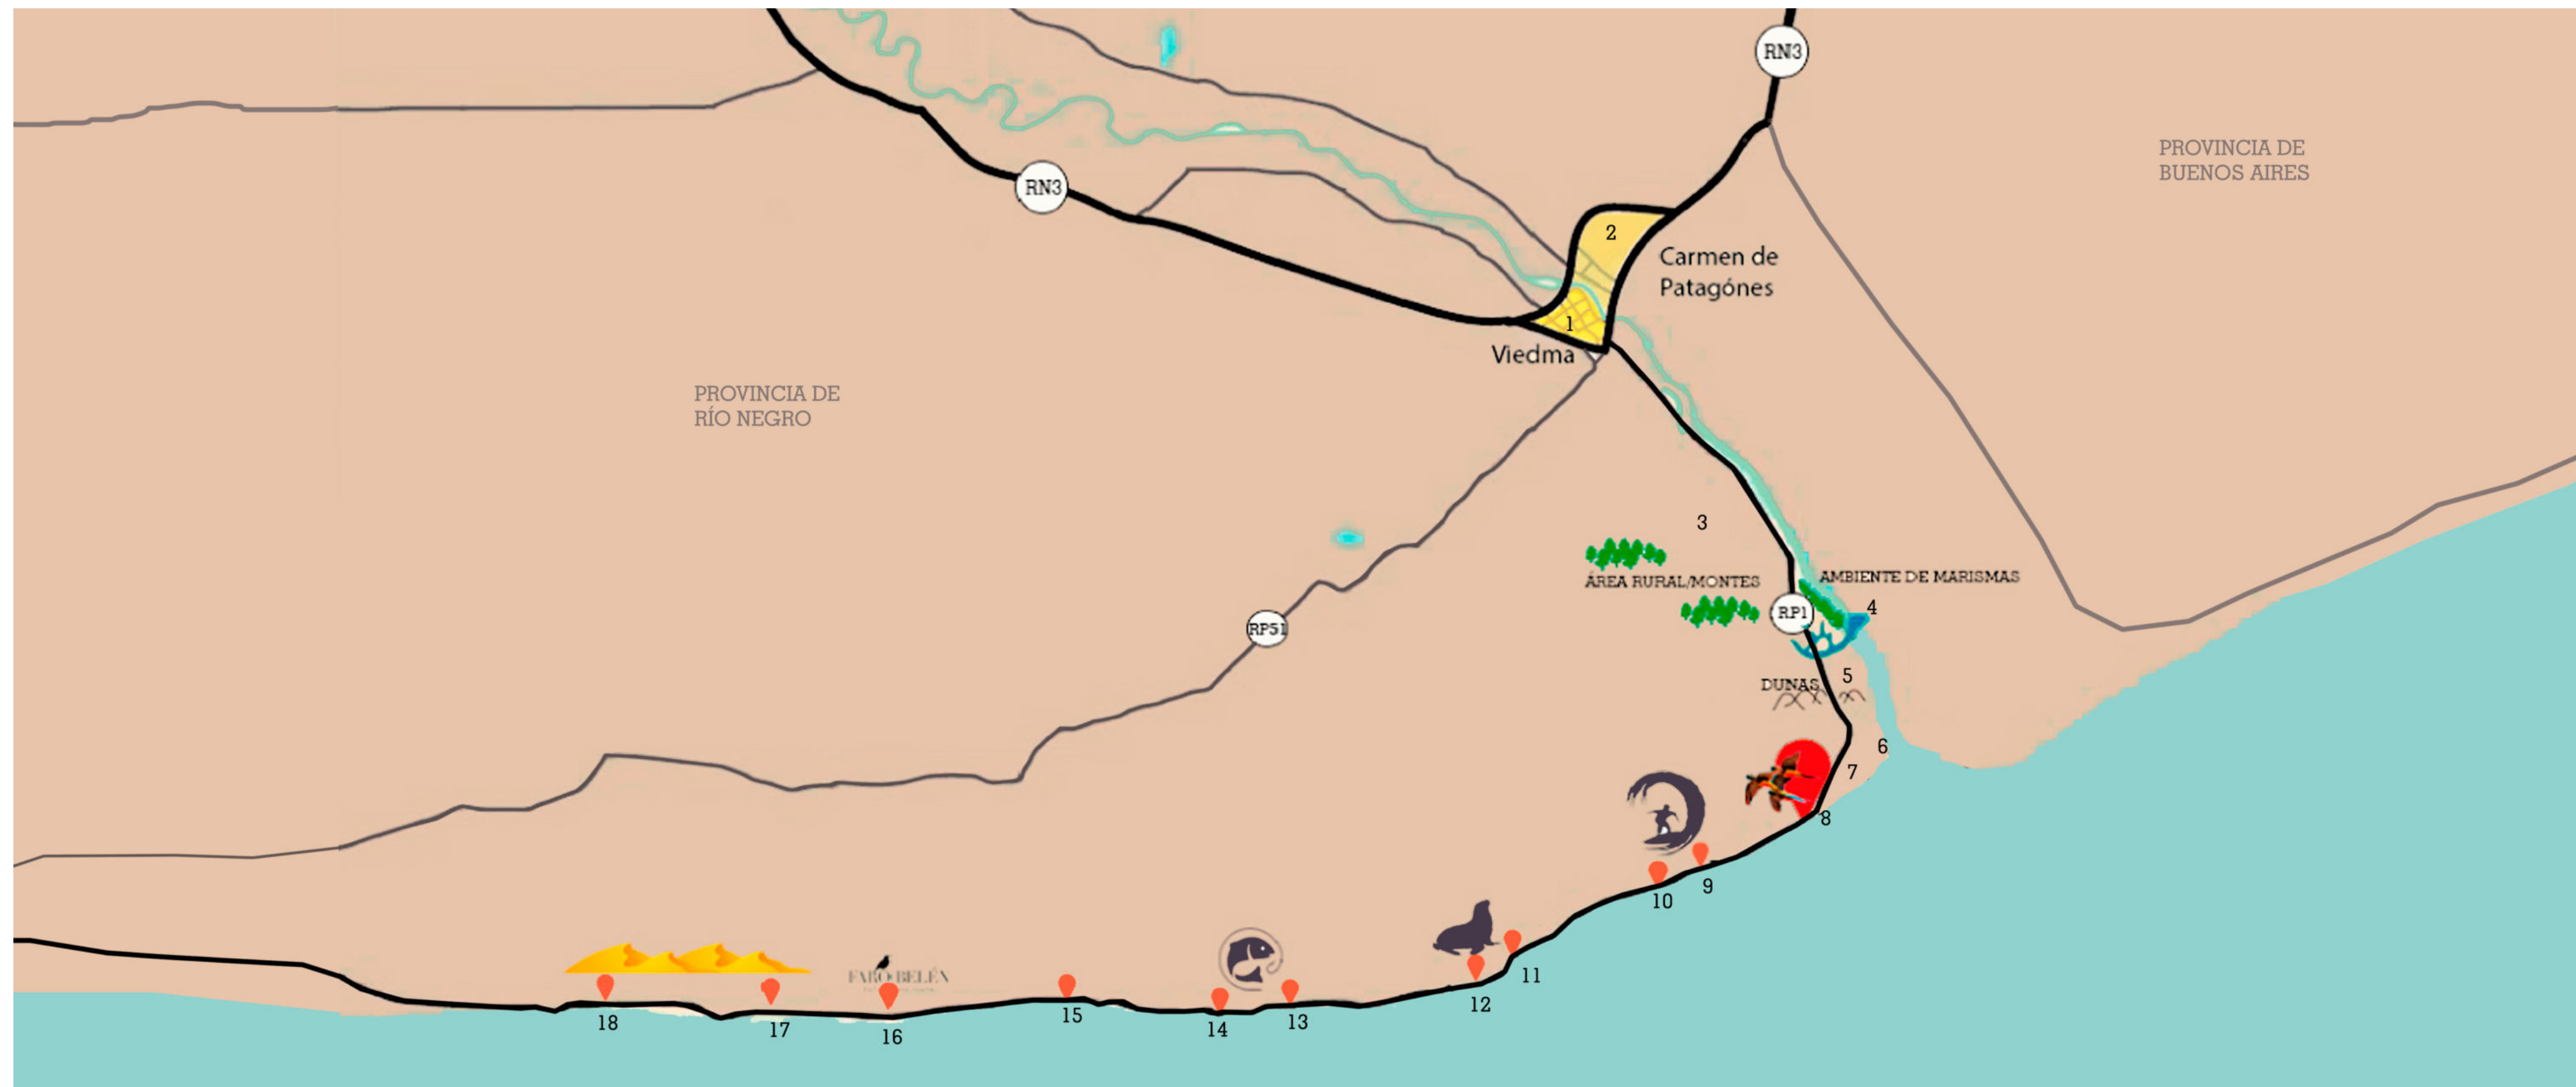 RN3
RN3
PROVINCIA DE
BUENOS AIRES
2
Carmen de
Patagónes
1
Viedma
PROVINCIA DE
RÍO NEGRO
3
ÁREA RURAL/MONTES
AMBIENTE DE MARISMAS
4
RP1
RP51
5
DUNAS
6
7
8
9
10
11
12
FARO BELÉN
13
14
15
16
17
18